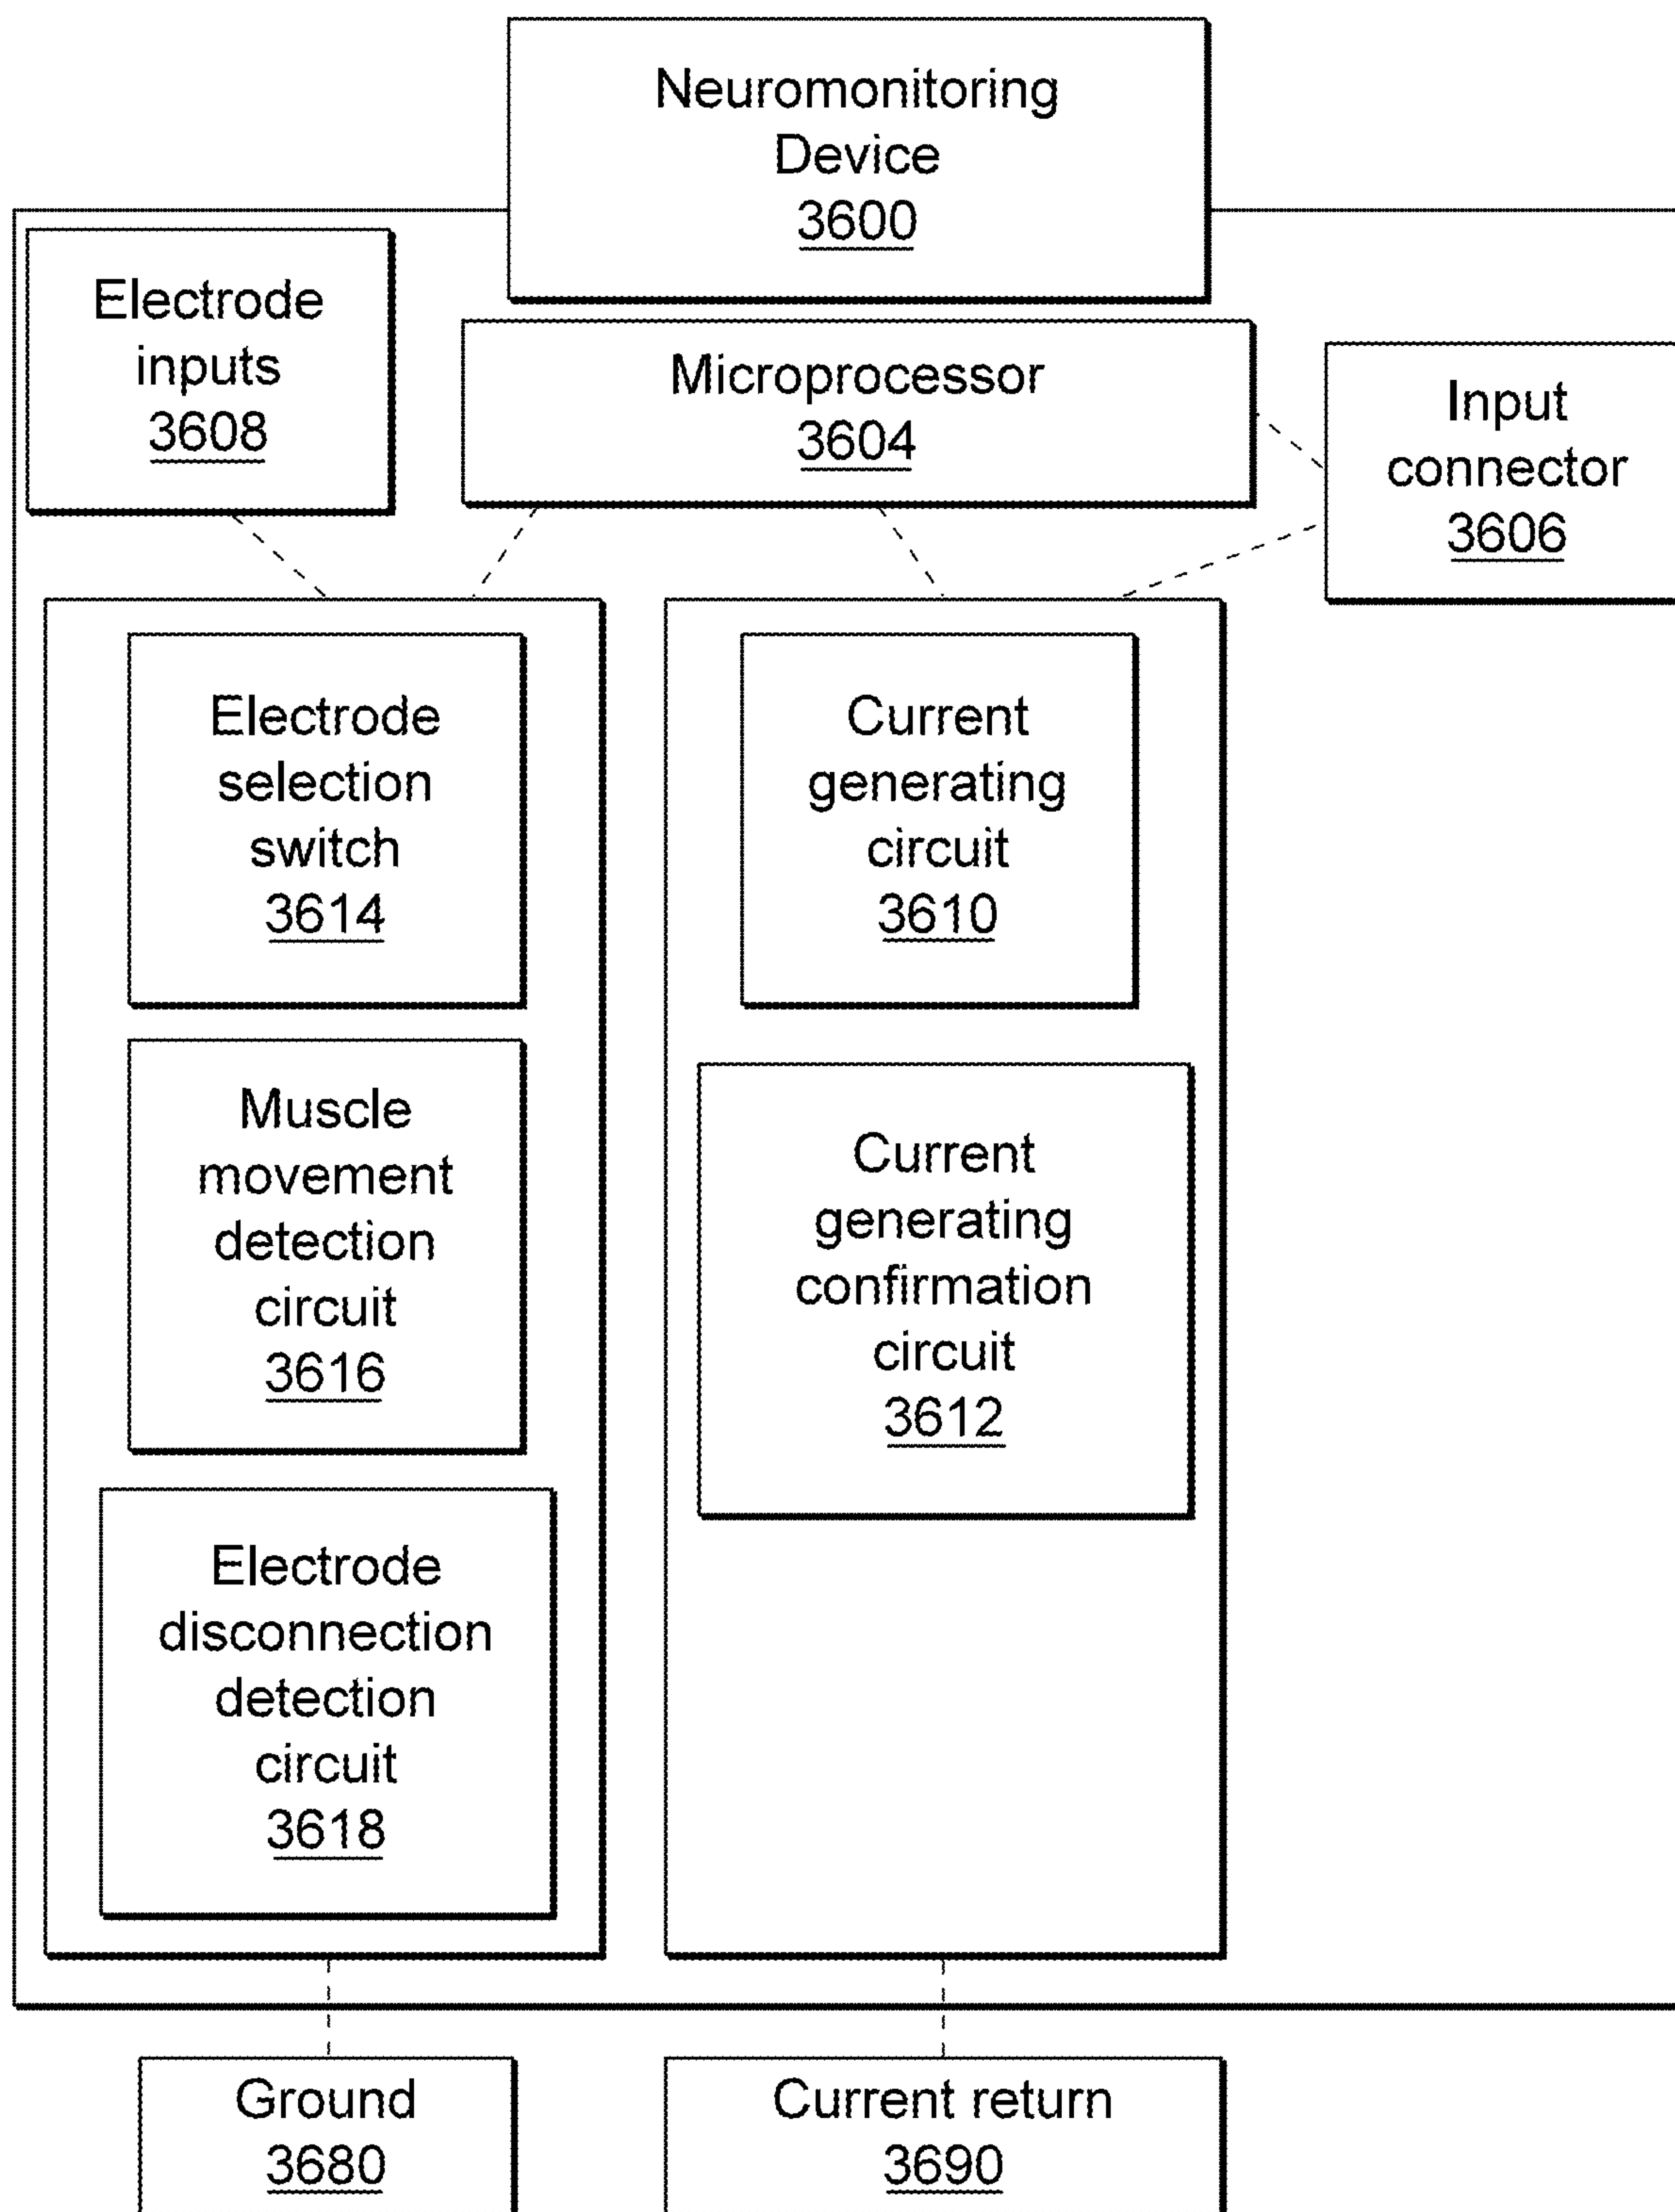 Neuromonitoring
Device
3600
Electrode
inputs
3608
Microprocessor
3604
Input
connector
3606
Electrode
selection
switch
3614
Current
generating
circuit
3610
Muscle
movement
detection
circuit
3616
Current
generating
confirmation
circuit
3612
Electrode
disconnection
detection
circuit
3618
Ground
3680
Current return
3690